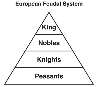 European Feudal System
King
Nobles
Knights
Peasants